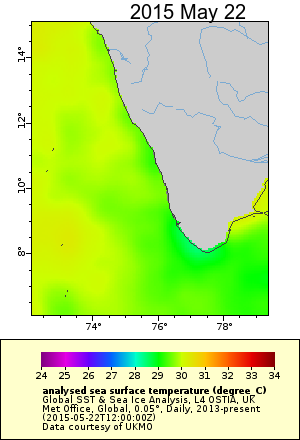 2015 May 22
14°
12°
10°
8°
74° 76° 78°
24 25 26 27 28 29 30 31 32 33 34
analysed sea surface temperature (degree_C)
Global SST & Sea Ice Analysis, L4 OSTIA, UK
Met Office, Global, 0.05°, Daily, 2013-present
(2015-05-22T12:00:00Z)
Data courtesy of UKMO